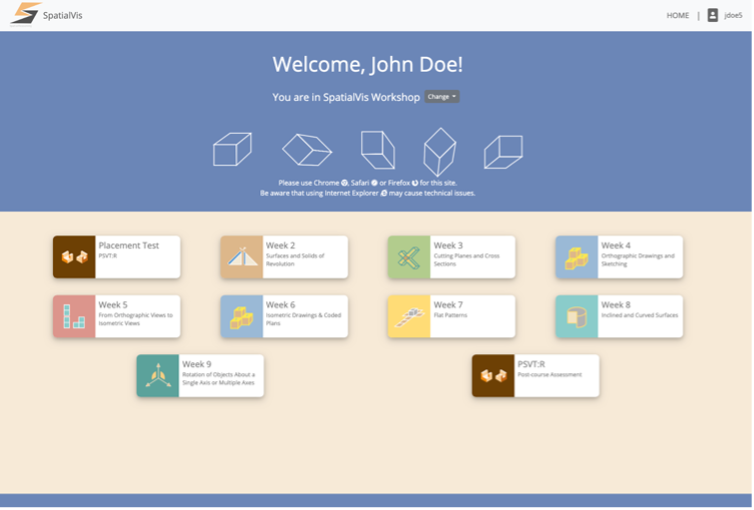 SpatialVis
HOME | jdoe5
Welcome, John Doe!
You are in SpatialVis Workshop Change
Please use Chrome , Safari or Firefox for this site.
Be aware that using Internet Explorer may cause technical issues.
Placement Test
PSVT:R
Week 2
Surfaces and Solids of
Revolution
Week 3
Cutting Planes and Cross
Sections
Week 4
Orthographic Drawings and
Sketching
Week 5
From Orthographic Views to
Isometric Views
Week 6
Isometric Drawings & Coded
Plans
Week 7
Flat Patterns
Week 8
Inclined and Curved Surfaces
Week 9
Rotation of Objects About a
Single Axis or Multiple Axes
PSVT:R
Post-course Assessment